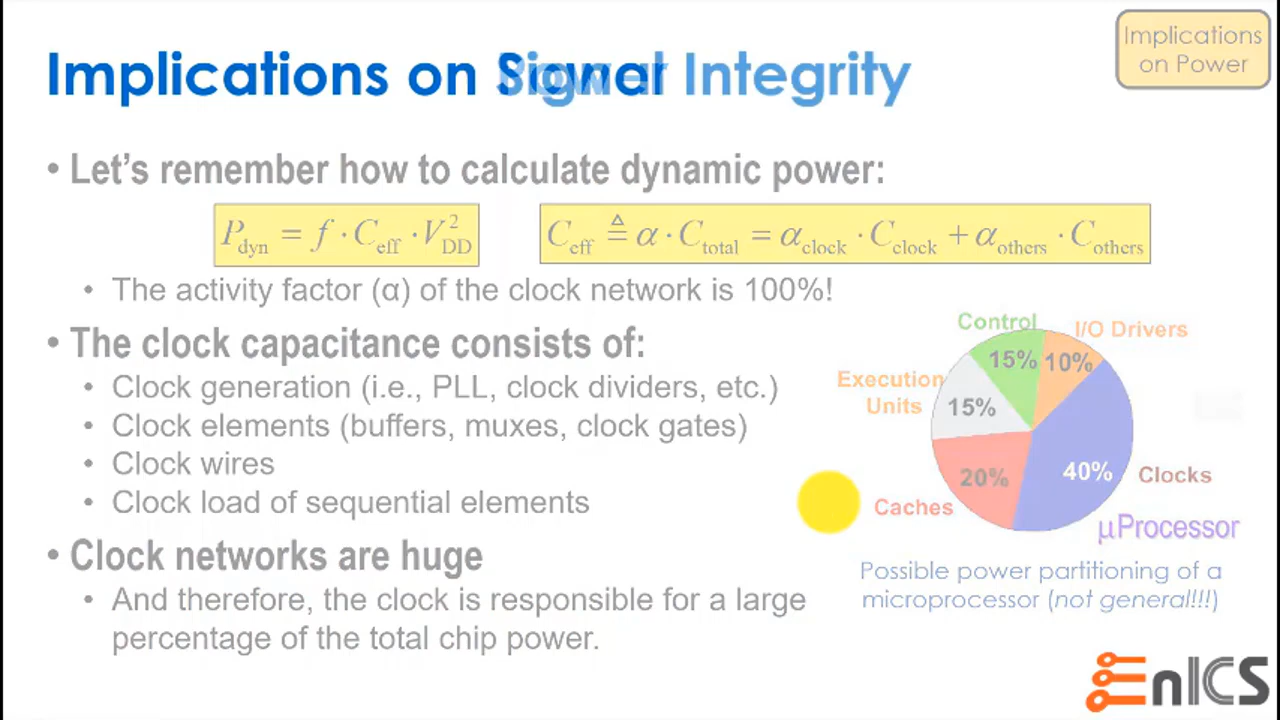 Implications on Signal Integrity
Implications
on Power
• Let's remember how to calculate dynamic power:
P_dyn = f · C_eff · V_DD^2
C_eff ≜ α · C_total = α_clock · C_clock + α_others · C_others
• The activity factor (α) of the clock network is 100%!
• The clock capacitance consists of:
• Clock generation (i.e., PLL, clock dividers, etc.)
• Clock elements (buffers, muxes, clock gates)
• Clock wires
• Clock load of sequential elements
• Clock networks are huge
• And therefore, the clock is responsible for a large
percentage of the total chip power.
Control
I/O Drivers
15%
10%
Execution
Units
15%
40%
Clocks
20%
Caches
μProcessor
Possible power partitioning of a
microprocessor (not general!!!)
EnICS